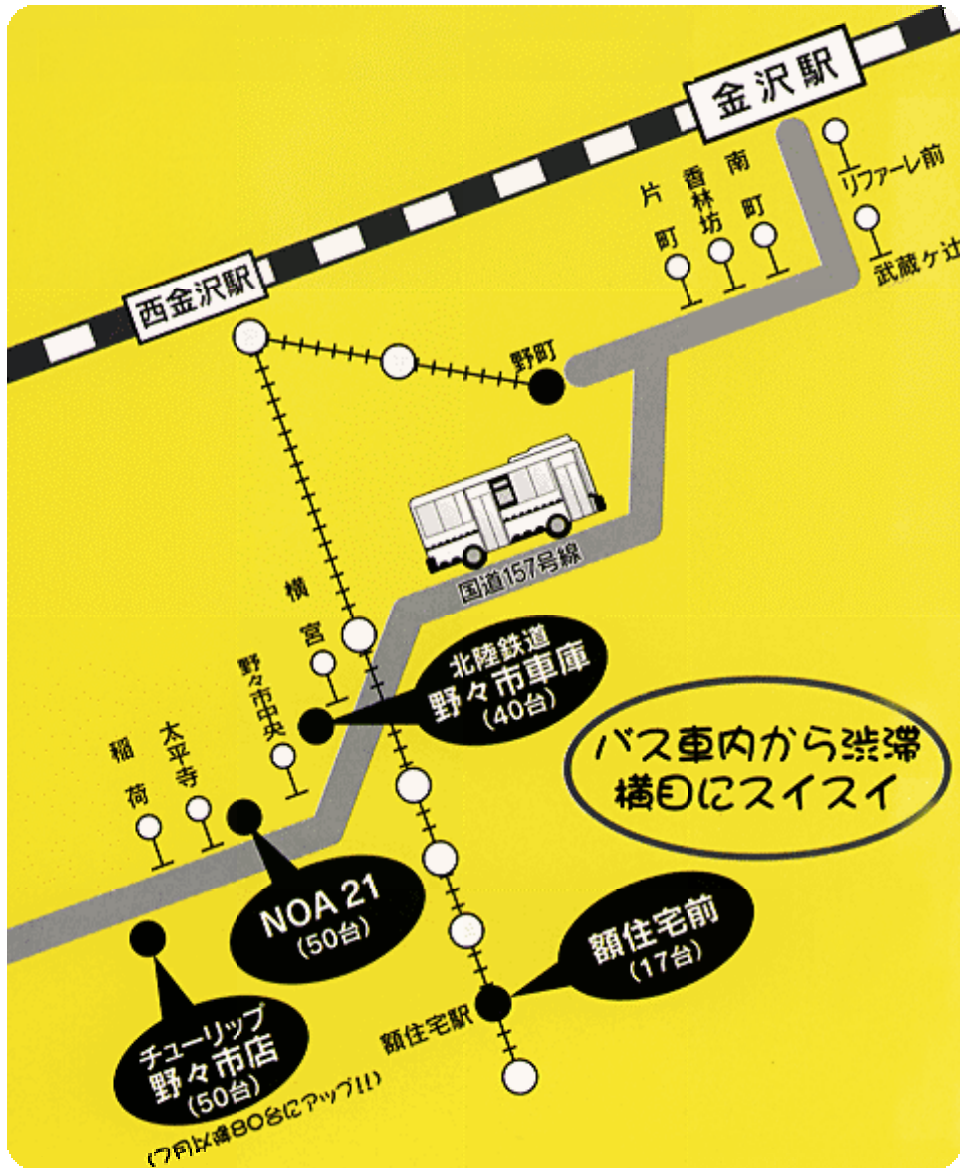 金沢駅
リファーレ前
武蔵ヶ辻
南町
香林坊
片町
西金沢駅
野町
国道157号線
横宮
北陸鉄道
野々市車庫
(40台)
野々市中央
太平寺
稲荷
バス車内から渋滞
横目にスイスイ
NOA 21
(50台)
額住宅前
(17台)
額住宅駅
チューリップ
野々市店
(50台)
(7月以降80台にアップ!!)